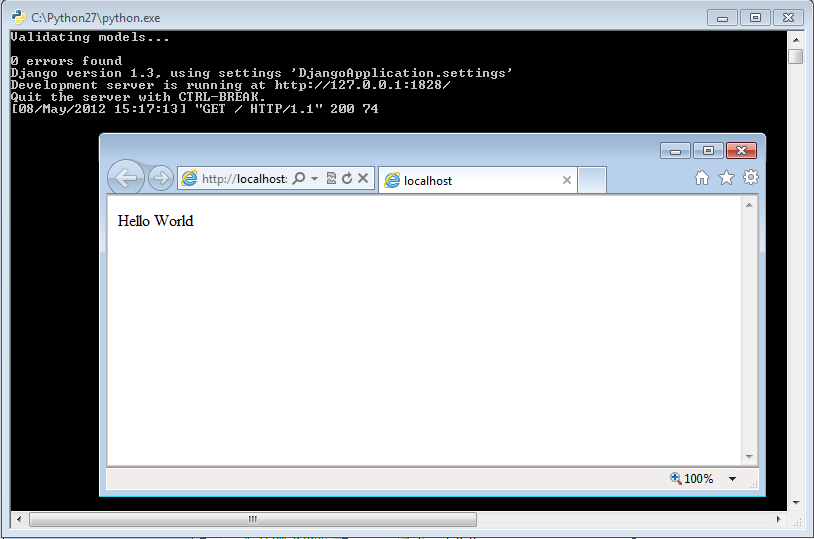 C:\Python27\python.exe
Validating models...
0 errors found
Django version 1.3, using settings 'DjangoApplication.settings'
Development server is running at http://127.0.0.1:1828/
Quit the server with CTRL-BREAK.
[08/May/2012 15:17:13] "GET / HTTP/1.1" 200 74
http://localhost:
localhost
Hello World
100%